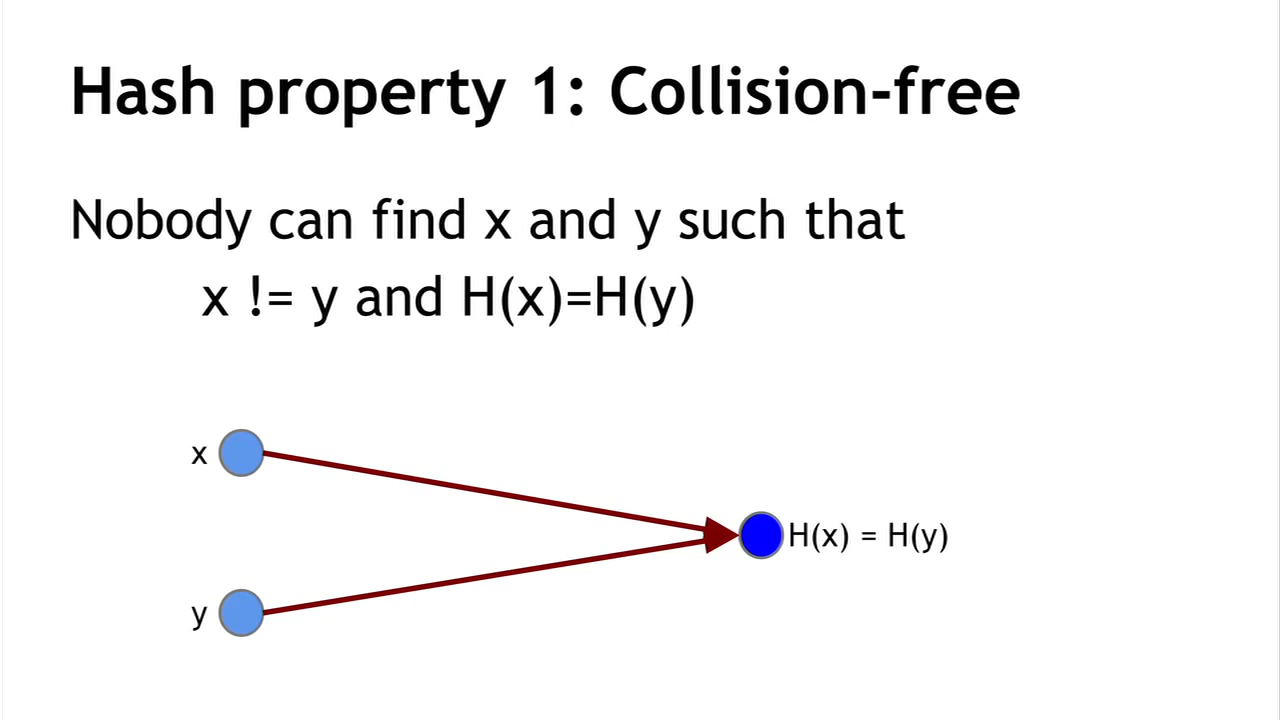 Hash property 1: Collision-free
Nobody can find x and y such that
x != y and H(x)=H(y)
x
H(x) = H(y)
y